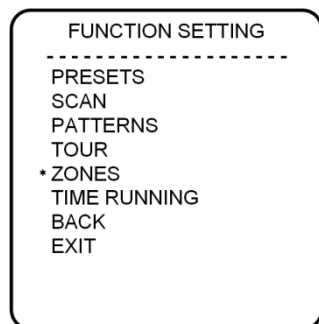 FUNCTION SETTING
- - - - - - - - - - - - - - - - - - - - - -
PRESETS
SCAN
PATTERNS
TOUR
* ZONES
TIME RUNNING
BACK
EXIT